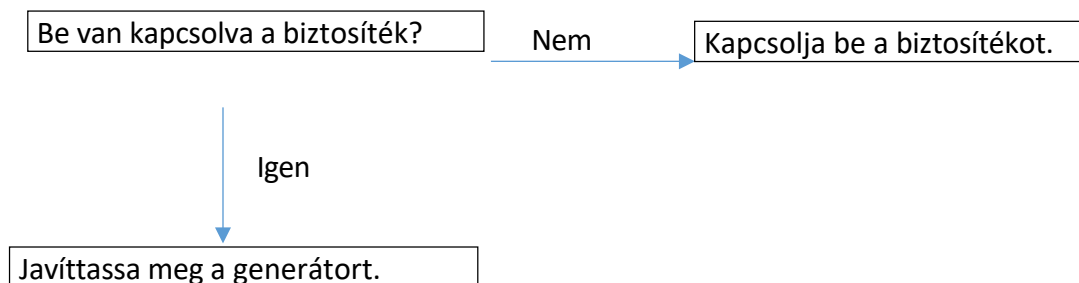 Be van kapcsolva a biztosíték?
Nem
Kapcsolja be a biztosítékot.
Igen
Javíttassa meg a generátort.